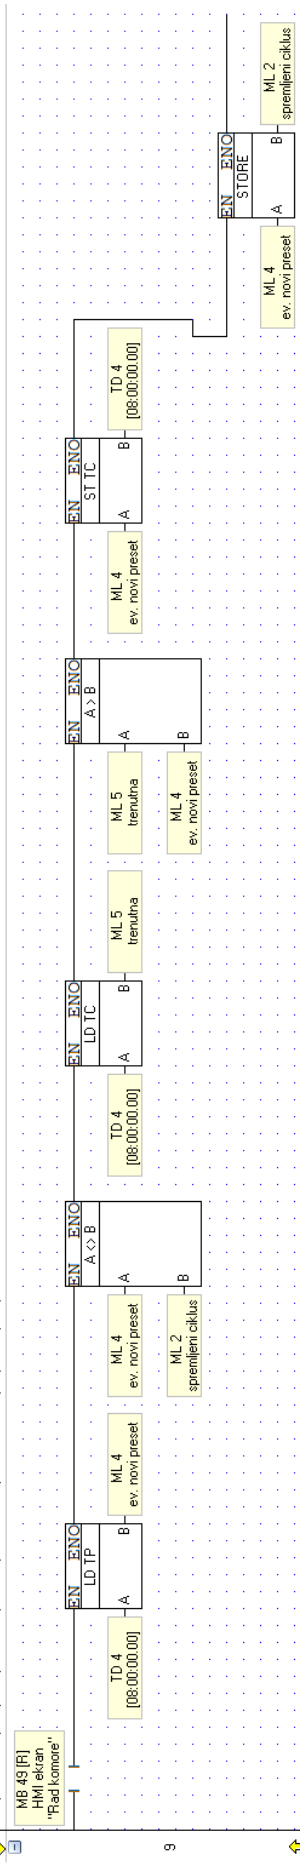 MB 49 [R]
HMI ekran
"Rad komore"
9
TD 4
[08:00:00.00]
EN ENO
LD TP
A B
ML 4
ev. novi preset
ML 4
ev. novi preset
ML 2
spremljeni ciklus
EN ENO
A <> B
A
B
TD 4
[08:00:00.00]
EN ENO
LD TC
A B
ML 5
trenutna
ML 5
trenutna
ML 4
ev. novi preset
EN ENO
A > B
A
B
ML 4
ev. novi preset
EN ENO
ST TC
A B
TD 4
[08:00:00.00]
ML 4
ev. novi preset
EN ENO
STORE
A B
ML 2
spremljeni ciklus